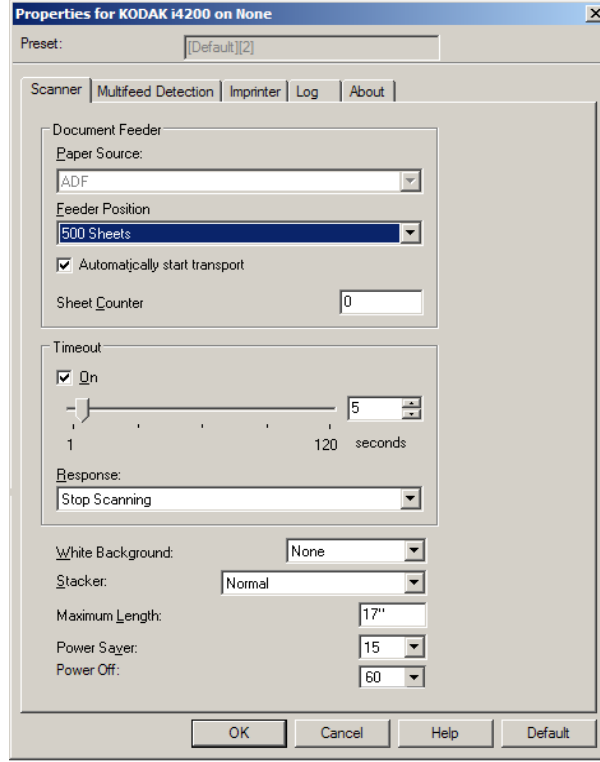 Properties for KODAK i4200 on None
Preset: [Default][2]
Scanner Multifeed Detection Imprinter Log About
Document Feeder
Paper Source:
ADF
Feeder Position
500 Sheets
Automatically start transport
Sheet Counter 0
Timeout
On
5
1 120 seconds
Response:
Stop Scanning
White Background: None
Stacker: Normal
Maximum Length: 17"
Power Saver: 15
Power Off: 60
OK Cancel Help Default